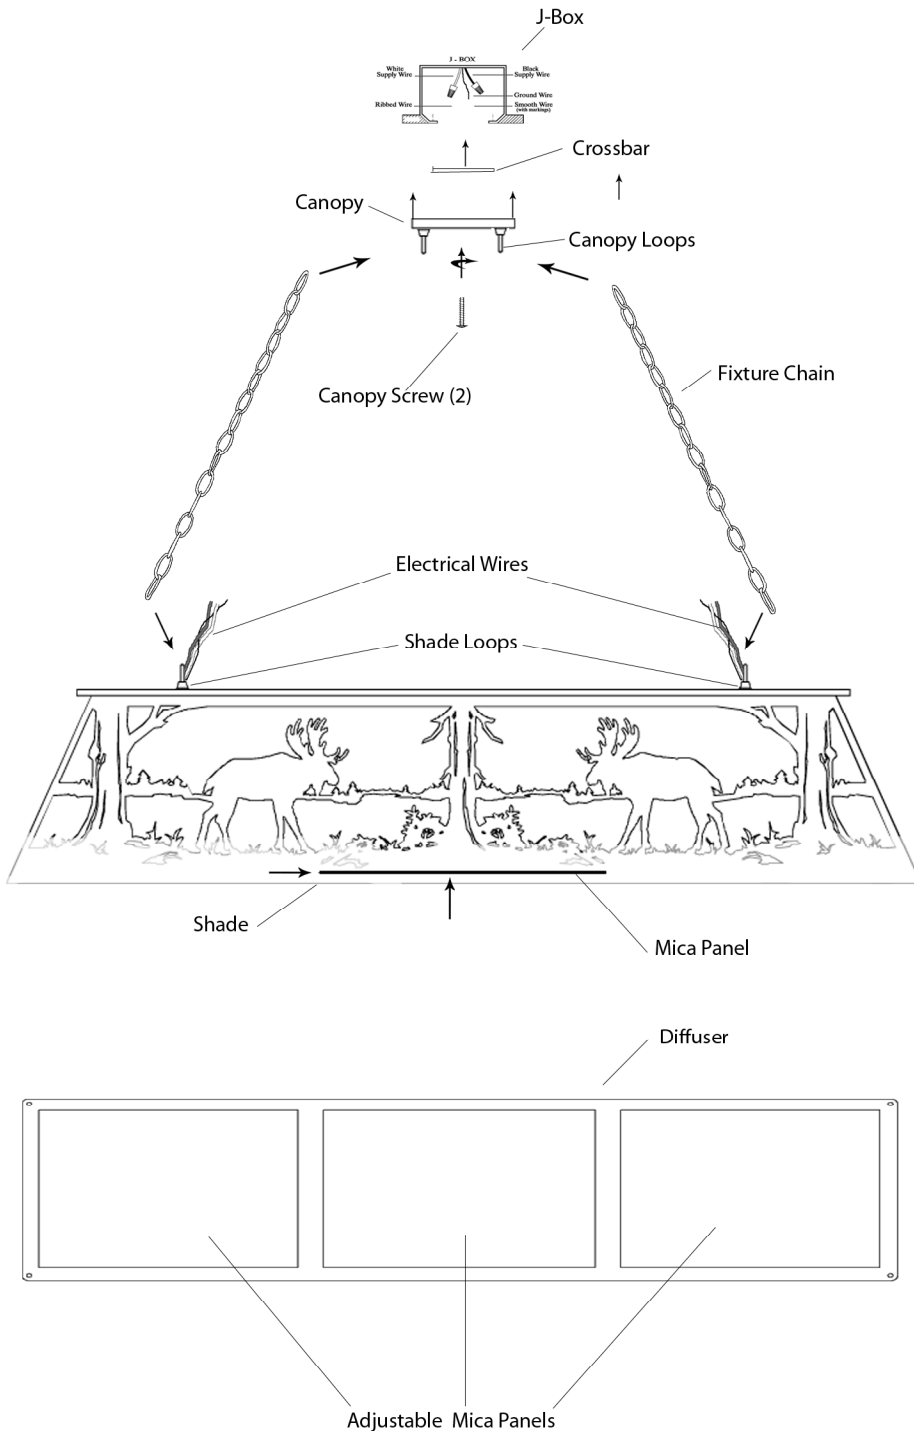 J-Box
J - BOX
White
Supply Wire
Black
Supply Wire
Ground Wire
Ribbed Wire
Smooth Wire
(with markings)
Crossbar
Canopy
Canopy Loops
Fixture Chain
Canopy Screw (2)
Electrical Wires
Shade Loops
Shade
Mica Panel
Diffuser
Adjustable Mica Panels